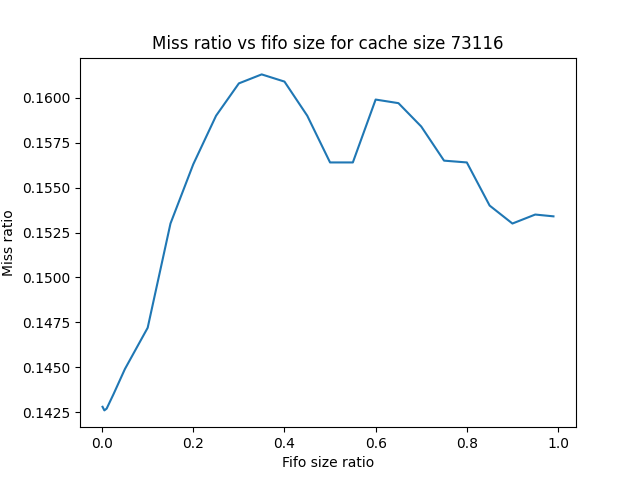 Miss ratio vs fifo size for cache size 73116
0.1600
0.1575
0.1550
0.1525
0.1500
0.1475
0.1450
0.1425
Miss ratio
0.0 0.2 0.4 0.6 0.8 1.0
Fifo size ratio